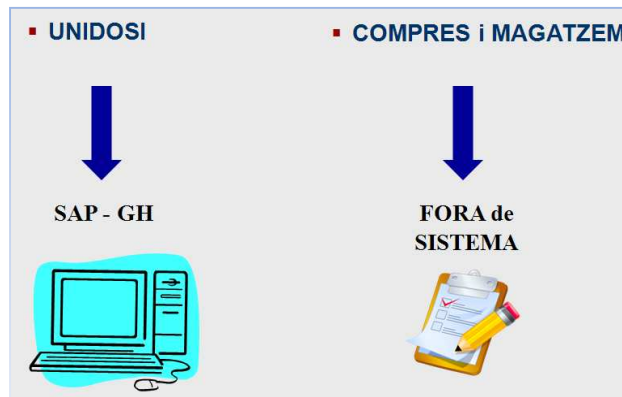 UNIDOSI
COMPRES i MAGATZEM
SAP - GH
FORA de
SISTEMA